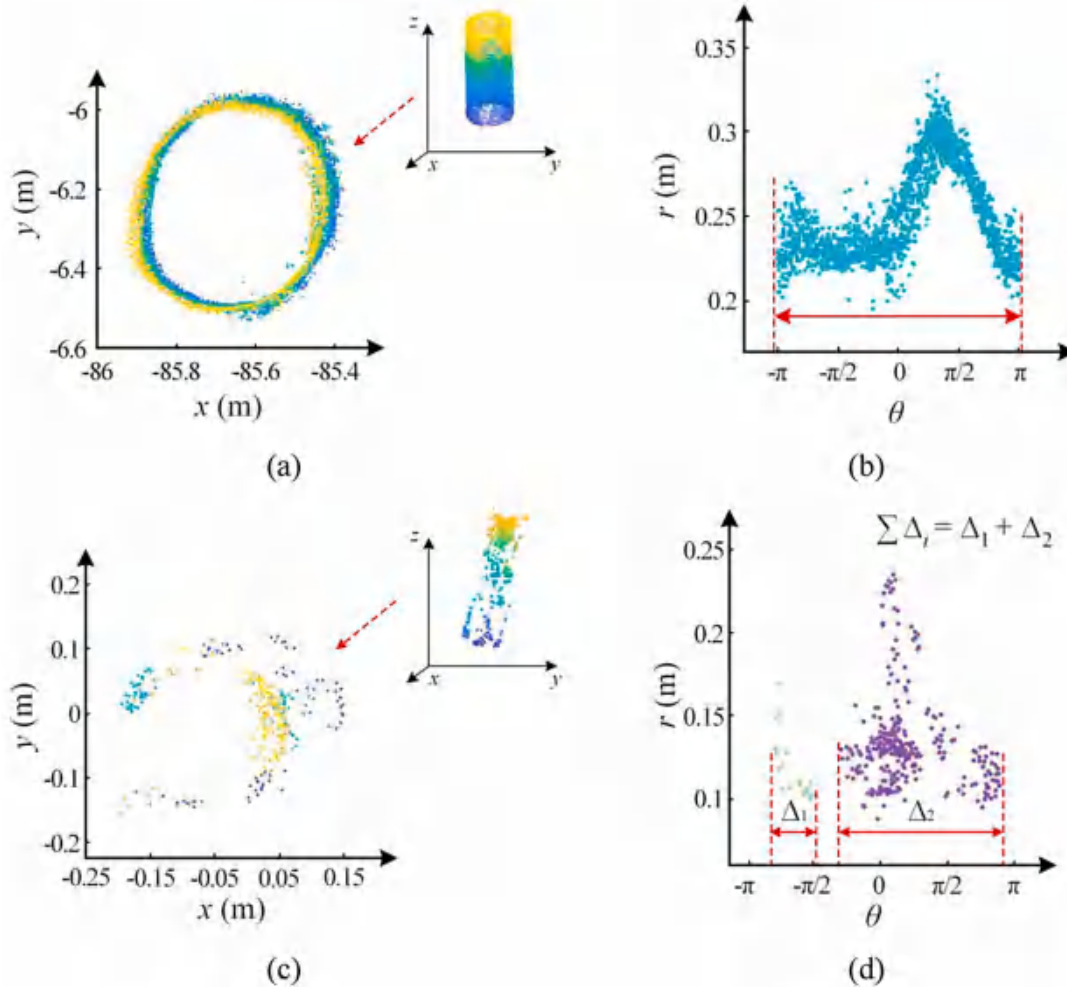 z
x
y
-6
-6.2
-6.4
-6.6
y (m)
-86
-85.8
-85.6
-85.4
x (m)
(a)
0.35
0.3
0.25
0.2
r (m)
-π
-π/2
0
π/2
π
θ
(b)
z
x
y
0.2
0.1
0
-0.1
-0.2
y (m)
-0.25
-0.15
-0.05
0.05
0.15
x (m)
(c)
∑ Δᵢ = Δ₁ + Δ₂
0.25
0.2
0.15
0.1
r (m)
Δ₁
Δ₂
-π
-π/2
0
π/2
π
θ
(d)